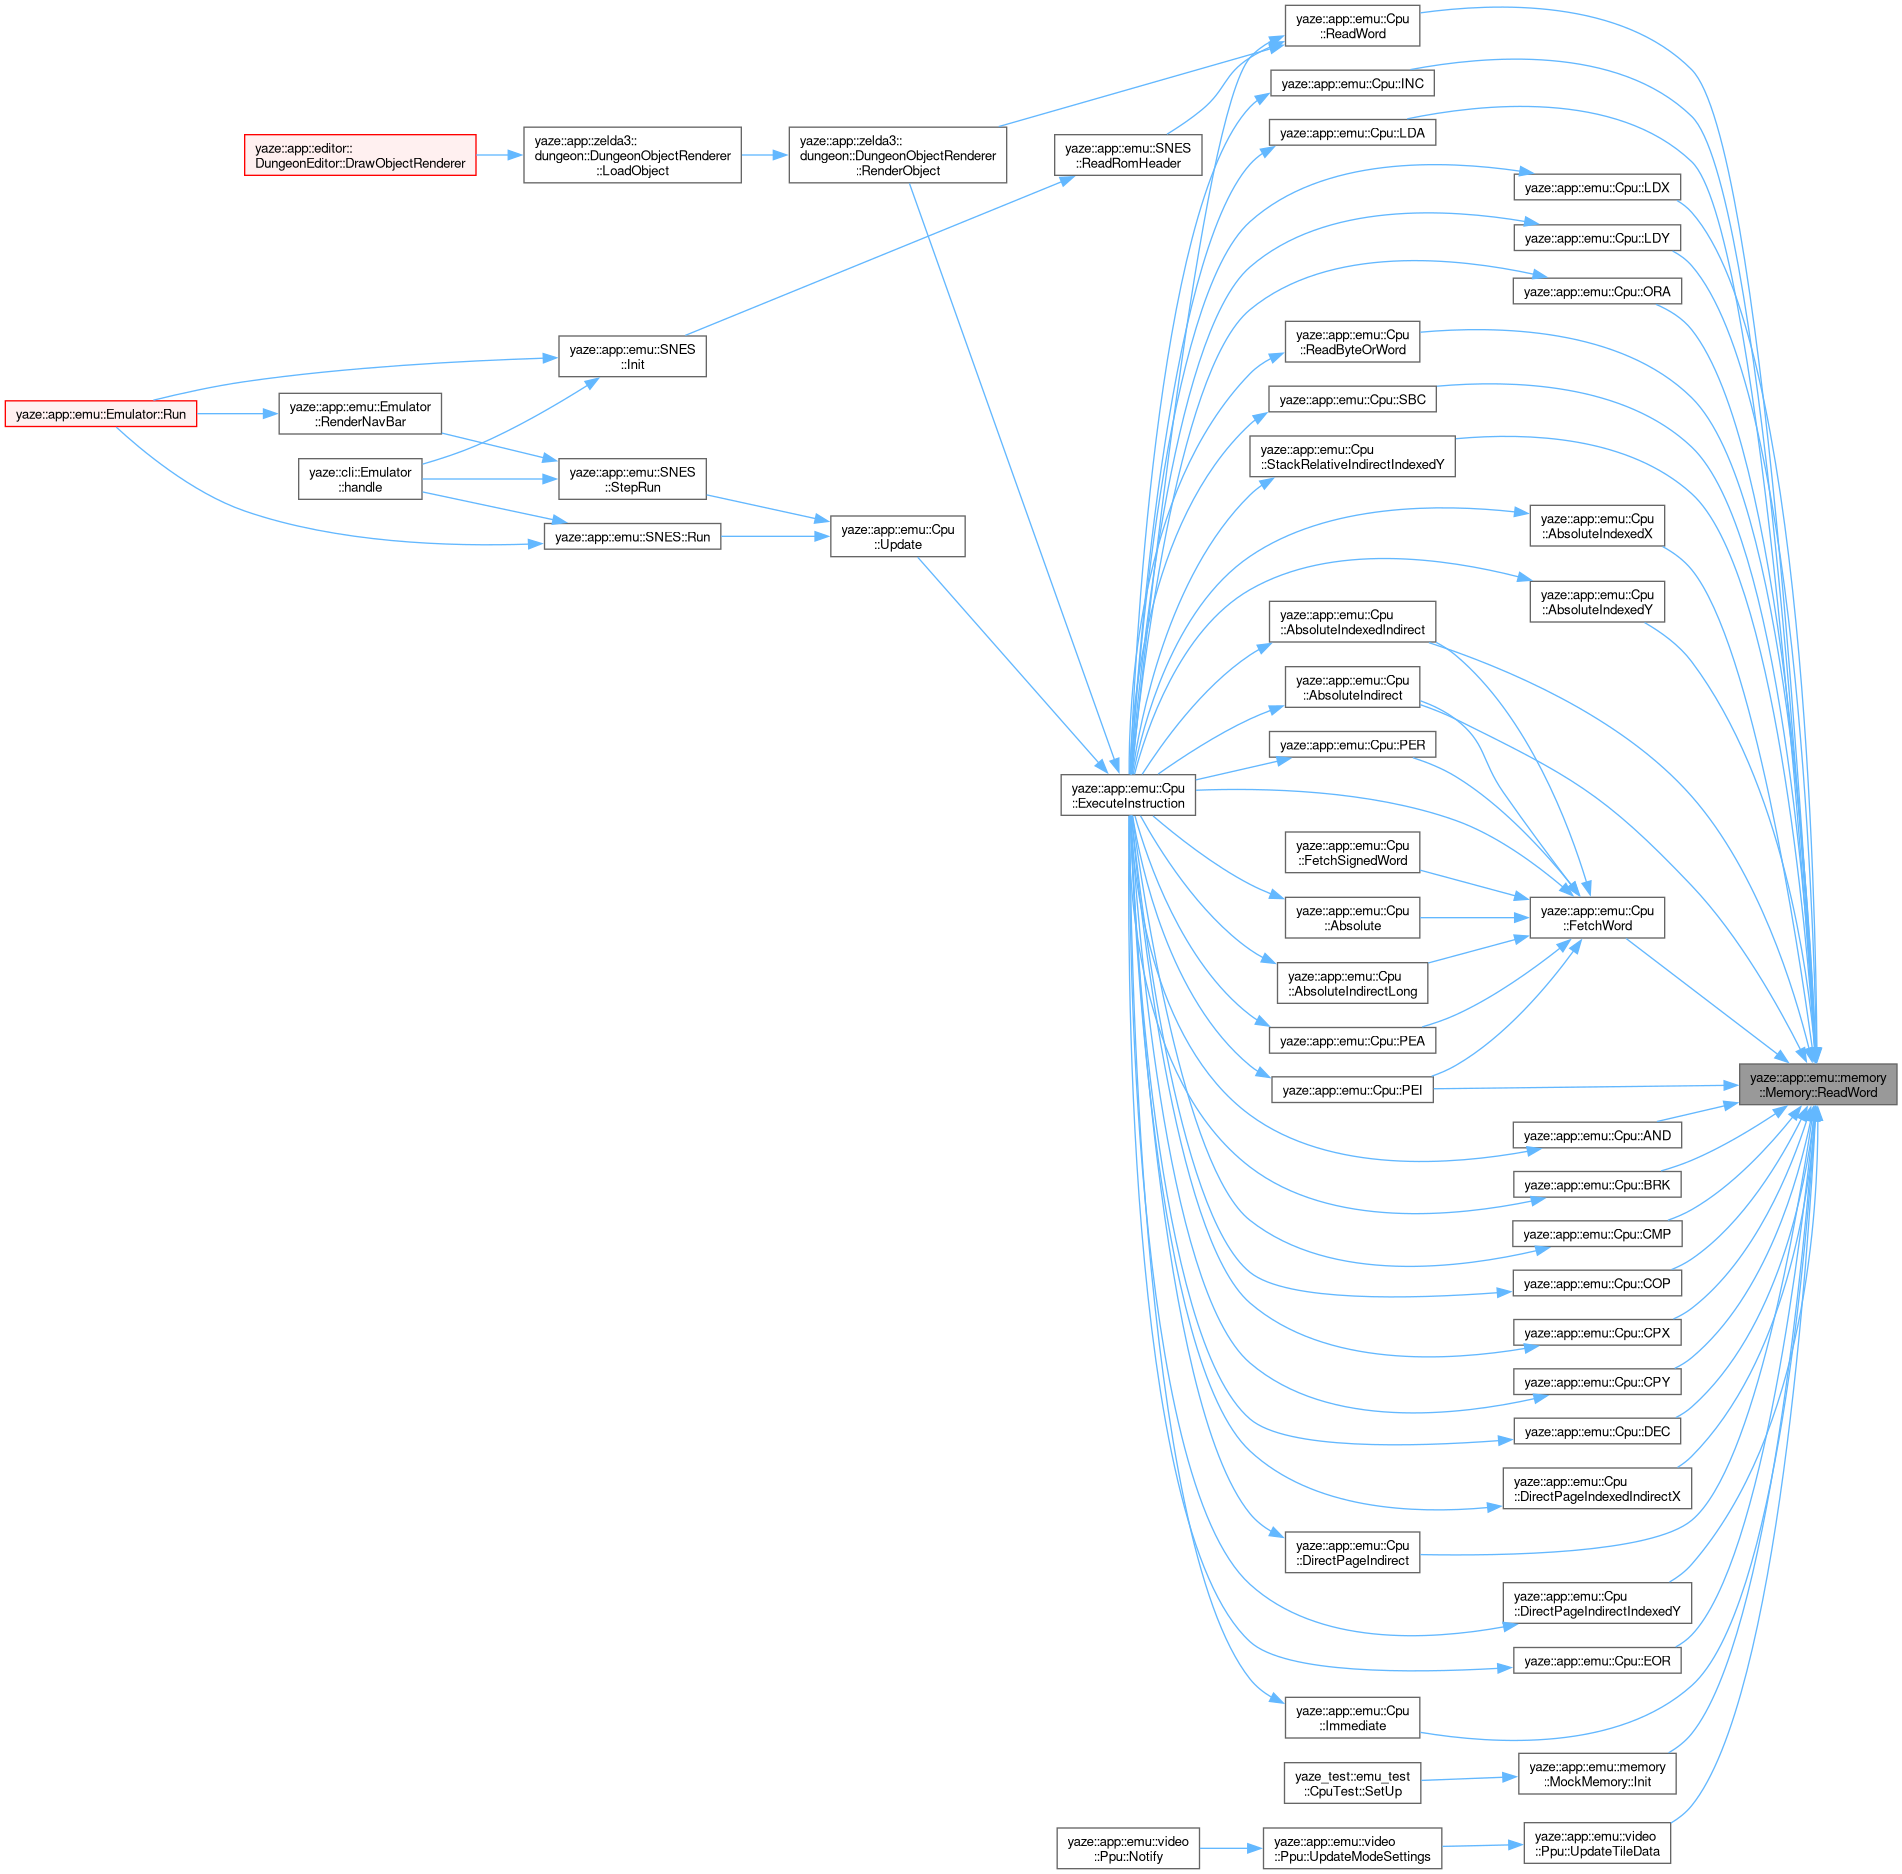 yaze::app::emu::Cpu
::ReadWord
yaze::app::emu::Cpu::INC
yaze::app::emu::Cpu::LDA
yaze::app::editor::
DungeonEditor::DrawObjectRenderer
yaze::app::zelda3::
dungeon::DungeonObjectRenderer
::LoadObject
yaze::app::zelda3::
dungeon::DungeonObjectRenderer
::RenderObject
yaze::app::emu::SNES
::ReadRomHeader
yaze::app::emu::Cpu::LDX
yaze::app::emu::Cpu::LDY
yaze::app::emu::Cpu::ORA
yaze::app::emu::SNES
::Init
yaze::app::emu::Cpu
::ReadByteOrWord
yaze::app::emu::Emulator::Run
yaze::app::emu::Emulator
::RenderNavBar
yaze::app::emu::Cpu::SBC
yaze::cli::Emulator
::handle
yaze::app::emu::SNES
::StepRun
yaze::app::emu::Cpu
::StackRelativeIndirectIndexedY
yaze::app::emu::SNES::Run
yaze::app::emu::Cpu
::Update
yaze::app::emu::Cpu
::AbsoluteIndexedX
yaze::app::emu::Cpu
::AbsoluteIndexedY
yaze::app::emu::Cpu
::AbsoluteIndexedIndirect
yaze::app::emu::Cpu
::AbsoluteIndirect
yaze::app::emu::Cpu::PER
yaze::app::emu::Cpu
::ExecuteInstruction
yaze::app::emu::Cpu
::FetchSignedWord
yaze::app::emu::Cpu
::Absolute
yaze::app::emu::Cpu
::FetchWord
yaze::app::emu::Cpu
::AbsoluteIndirectLong
yaze::app::emu::Cpu::PEA
yaze::app::emu::Cpu::PEI
yaze::app::emu::memory
::Memory::ReadWord
yaze::app::emu::Cpu::AND
yaze::app::emu::Cpu::BRK
yaze::app::emu::Cpu::CMP
yaze::app::emu::Cpu::COP
yaze::app::emu::Cpu::CPX
yaze::app::emu::Cpu::CPY
yaze::app::emu::Cpu::DEC
yaze::app::emu::Cpu
::DirectPageIndexedIndirectX
yaze::app::emu::Cpu
::DirectPageIndirect
yaze::app::emu::Cpu
::DirectPageIndirectIndexedY
yaze::app::emu::Cpu::EOR
yaze::app::emu::Cpu
::Immediate
yaze_test::emu_test
::CpuTest::SetUp
yaze::app::emu::memory
::MockMemory::Init
yaze::app::emu::video
::Ppu::Notify
yaze::app::emu::video
::Ppu::UpdateModeSettings
yaze::app::emu::video
::Ppu::UpdateTileData